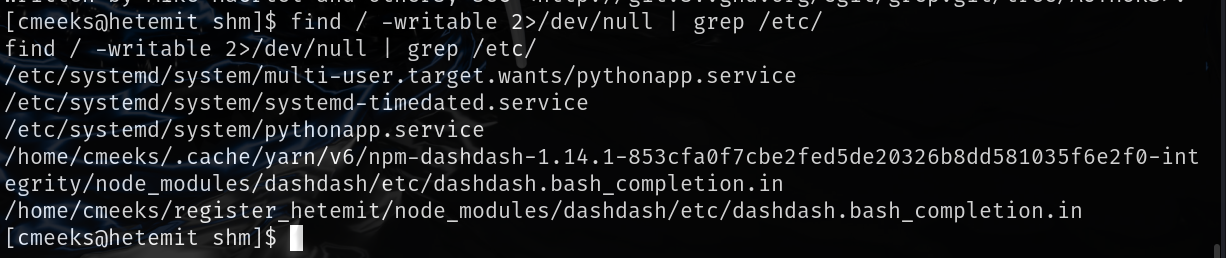 [cmeeks@hetemit shm]$ find / -writable 2>/dev/null | grep /etc/
find / -writable 2>/dev/null | grep /etc/
/etc/systemd/system/multi-user.target.wants/pythonapp.service
/etc/systemd/system/systemd-timedated.service
/etc/systemd/system/pythonapp.service
/home/cmeeks/.cache/yarn/v6/npm-dashdash-1.14.1-853cfa0f7cbe2fed5de20326b8dd581035f6e2f0-int
egrity/node_modules/dashdash/etc/dashdash.bash_completion.in
/home/cmeeks/register_hetemit/node_modules/dashdash/etc/dashdash.bash_completion.in
[cmeeks@hetemit shm]$